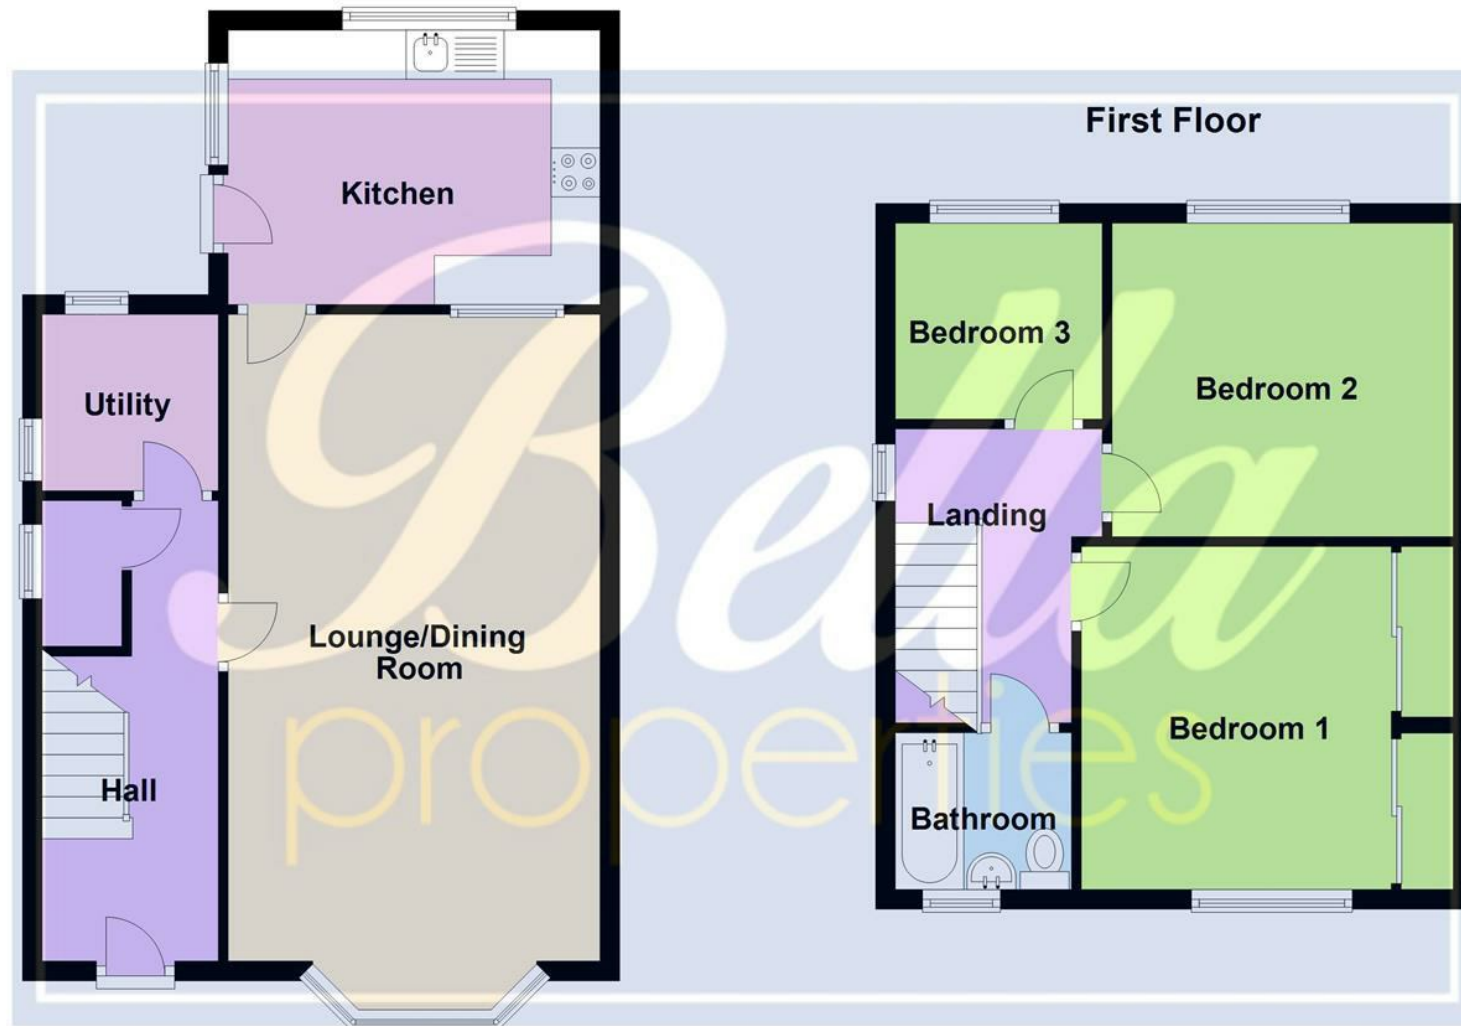 First Floor
Kitchen
Utility
Lounge/Dining
Room
Hall
Bedroom 3
Bedroom 2
Landing
Bedroom 1
Bathroom
Bella
properties